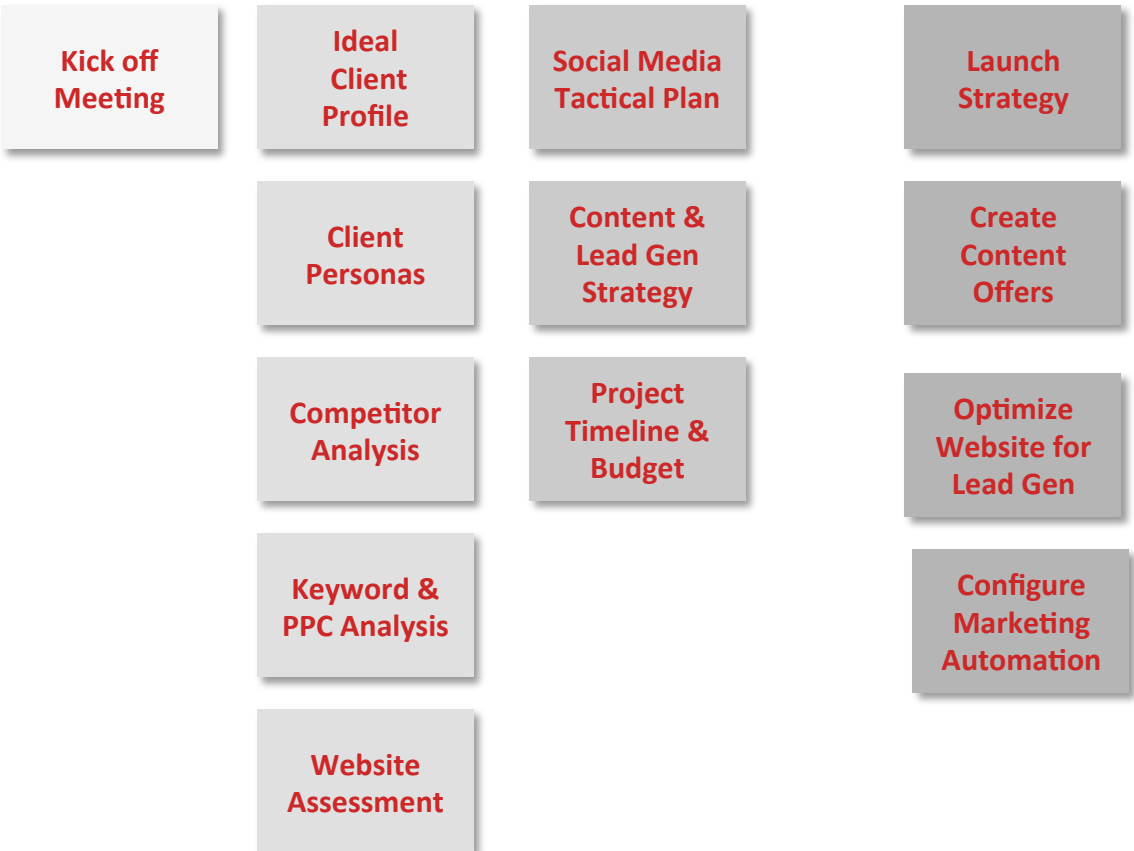 Kick off
Meeting
Ideal
Client
Profile
Client
Personas
Competitor
Analysis
Keyword &
PPC Analysis
Website
Assessment
Social Media
Tactical Plan
Content &
Lead Gen
Strategy
Project
Timeline &
Budget
Launch
Strategy
Create
Content
Offers
Optimize
Website for
Lead Gen
Configure
Marketing
Automation